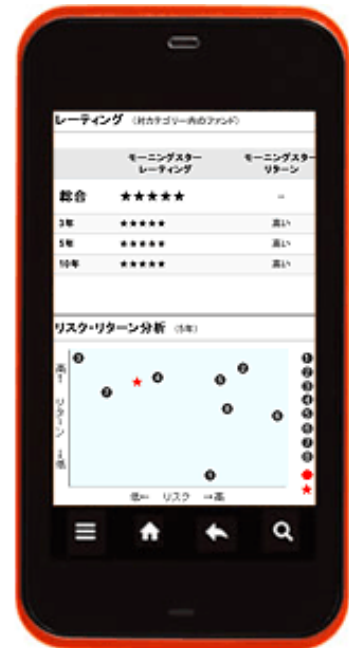 レーティング (対カテゴリー内のファンド)
モーニングスター
レーティング
モーニングスター
リターン
総合 ★★★★★ -
3年 ★★★★★ 高い
5年 ★★★★★ 高い
10年 ★★★★★ 高い
リスク・リターン分析 (5年)
高↑ リターン ↓低
低← リスク →高